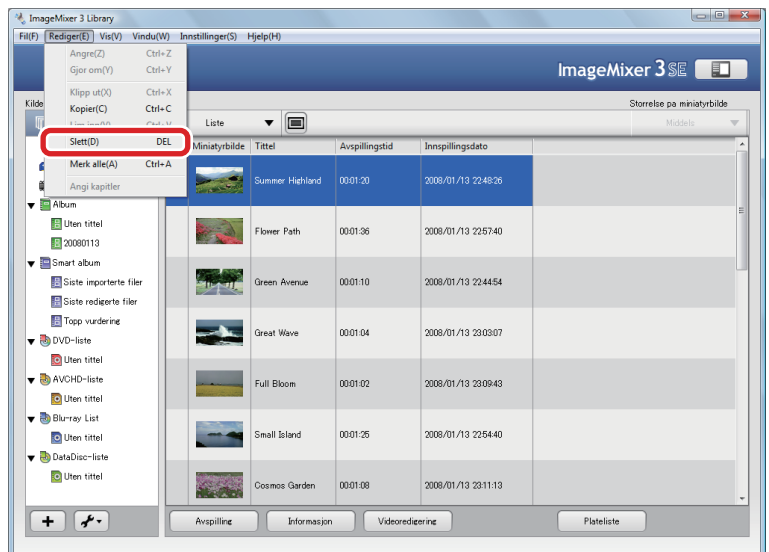 ImageMixer 3 Library
Fil(F) Rediger(E) Vis(V) Vindu(W) Innstillinger(S) Hjelp(H)
Angre(Z) Ctrl+Z
Gjor om(Y) Ctrl+Y
Klipp ut(X) Ctrl+X
Kopier(C) Ctrl+C
Lim inn(V) Ctrl+V
Slett(D) DEL
Merk alle(A) Ctrl+A
Angi kapitler
ImageMixer 3 SE
Kilde
Storrelse pa miniatyrbilde
Liste
Middels
Miniatyrbilde Tittel Avspillingstid Innspillingsdato
Summer Highland 00:01:20 2008/01/13 22:48:26
Flower Path 00:01:36 2008/01/13 22:57:40
Green Avenue 00:01:10 2008/01/13 22:44:54
Great Wave 00:01:04 2008/01/13 23:03:07
Full Bloom 00:01:02 2008/01/13 23:09:43
Small Island 00:01:25 2008/01/13 22:54:40
Cosmos Garden 00:01:08 2008/01/13 23:11:13
Album
Uten tittel
20080113
Smart album
Siste importerte filer
Siste redigerte filer
Topp vurdering
DVD-liste
Uten tittel
AVCHD-liste
Uten tittel
Blu-ray List
Uten tittel
DataDisc-liste
Uten tittel
Avspilling Informasjon Videoredigering Plateliste